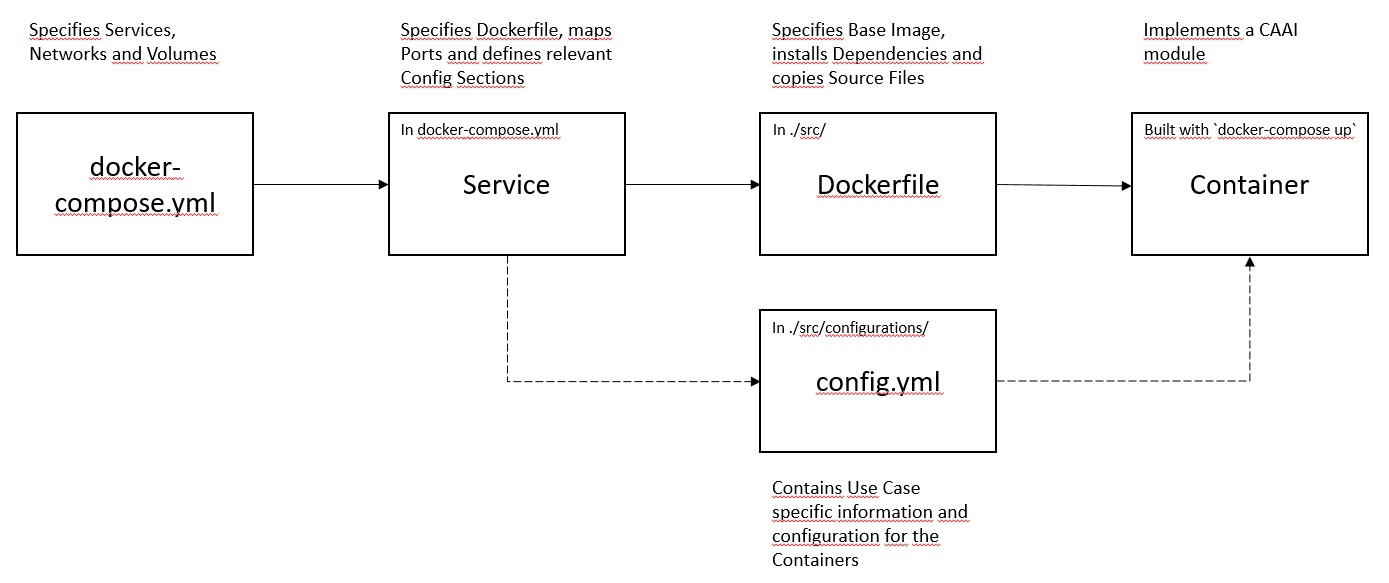 Specifies Services,
Networks and Volumes
Specifies Dockerfile, maps
Ports and defines relevant
Config Sections
Specifies Base Image,
installs Dependencies and
copies Source Files
Implements a CAAI
module
docker-
compose.yml
In docker-compose.yml
Service
In ./src/
Dockerfile
Built with `docker-compose up`
Container
In ./src/configurations/
config.yml
Contains Use Case
specific information and
configuration for the
Containers